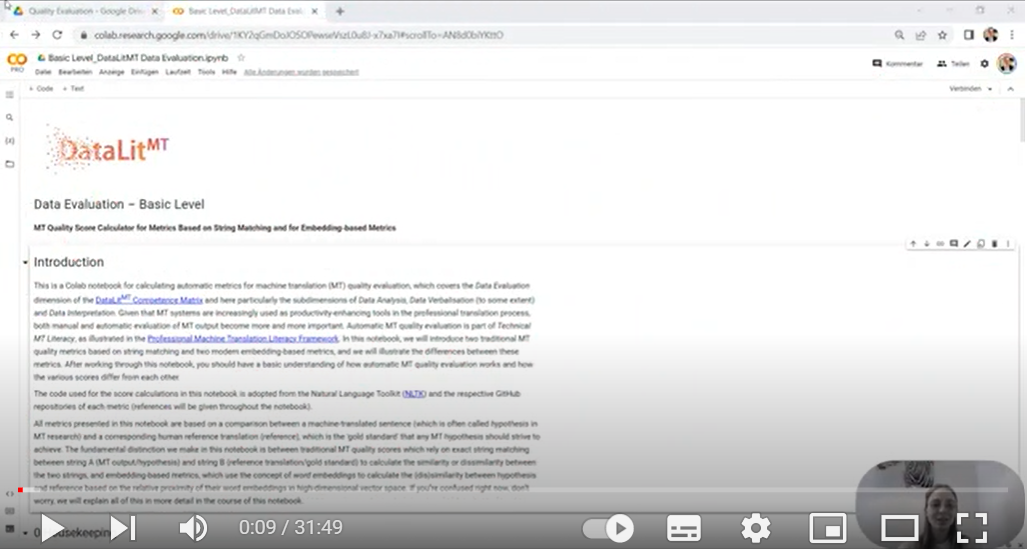 Quality Evaluation - Google Dri
Basic Level_DataLitMT Data Eval
colab.research.google.com/drive/
CO
PRO
Basic Level_DataLitMT Data Evaluation.ipynb
Datei Bearbeiten Anzeige Einfügen Laufzeit Tools Hilfe Alle Änderungen wurden gespeichert
Kommentar
Teilen
+ Code + Text
Verbinden
DataLitMT
Data Evaluation – Basic Level
MT Quality Score Calculator for Metrics Based on String Matching and for Embedding-based Metrics
Introduction
This is a Colab notebook for calculating automatic metrics for machine translation (MT) quality evaluation, which covers the Data Evaluation
dimension of the DataLitMT Competence Matrix and here particularly the subdimensions of Data Analysis, Data Verbalisation (to some extent)
and Data Interpretation. Given that MT systems are increasingly used as productivity-enhancing tools in the professional translation process,
both manual and automatic evaluation of MT output become more and more important. Automatic MT quality evaluation is part of Technical
MT Literacy, as illustrated in the Professional Machine Translation Literacy Framework. In this notebook, we will introduce two traditional MT
quality metrics based on string matching and two modern embedding-based metrics, and we will illustrate the differences between these
metrics. After working through this notebook, you should have a basic understanding of how automatic MT quality evaluation works and how
the various scores differ from each other.
The code used for the score calculations in this notebook is adopted from the Natural Language Toolkit (NLTK) and the respective GitHub
repositories of each metric (references will be given throughout the notebook).
All metrics presented in this notebook are based on a comparison between a machine-translated sentence (which is often called hypothesis in
MT research) and a corresponding human reference translation (reference), which is the 'gold standard' that any MT hypothesis should strive to
achieve. The fundamental distinction we make in this notebook is between traditional MT quality scores which rely on exact string matching
between string A (MT output/hypothesis) and string B (reference translation/gold standard) to calculate the similarity or dissimilarity between
the two strings, and embedding-based metrics, which use the concept of word embeddings to calculate the (dis)similarity between hypothesis
and reference based on the relative proximity of their word embeddings in high-dimensional vector space. If you're confused right now, don't
worry, we will explain all of this in more detail in the course of this notebook.
0:09 / 31:49